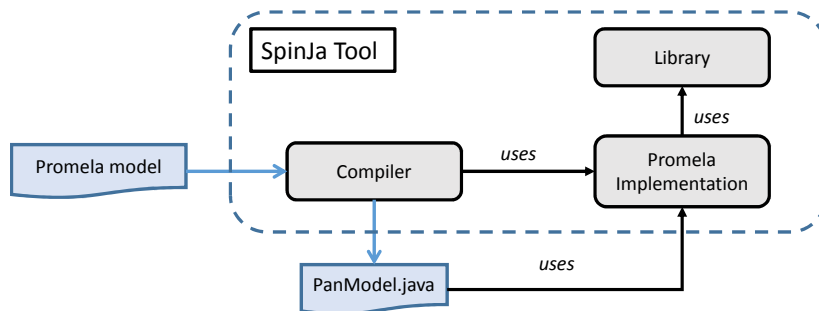 SpinJa Tool
Library
uses
Promela model
Compiler
uses
Promela
Implementation
PanModel.java
uses